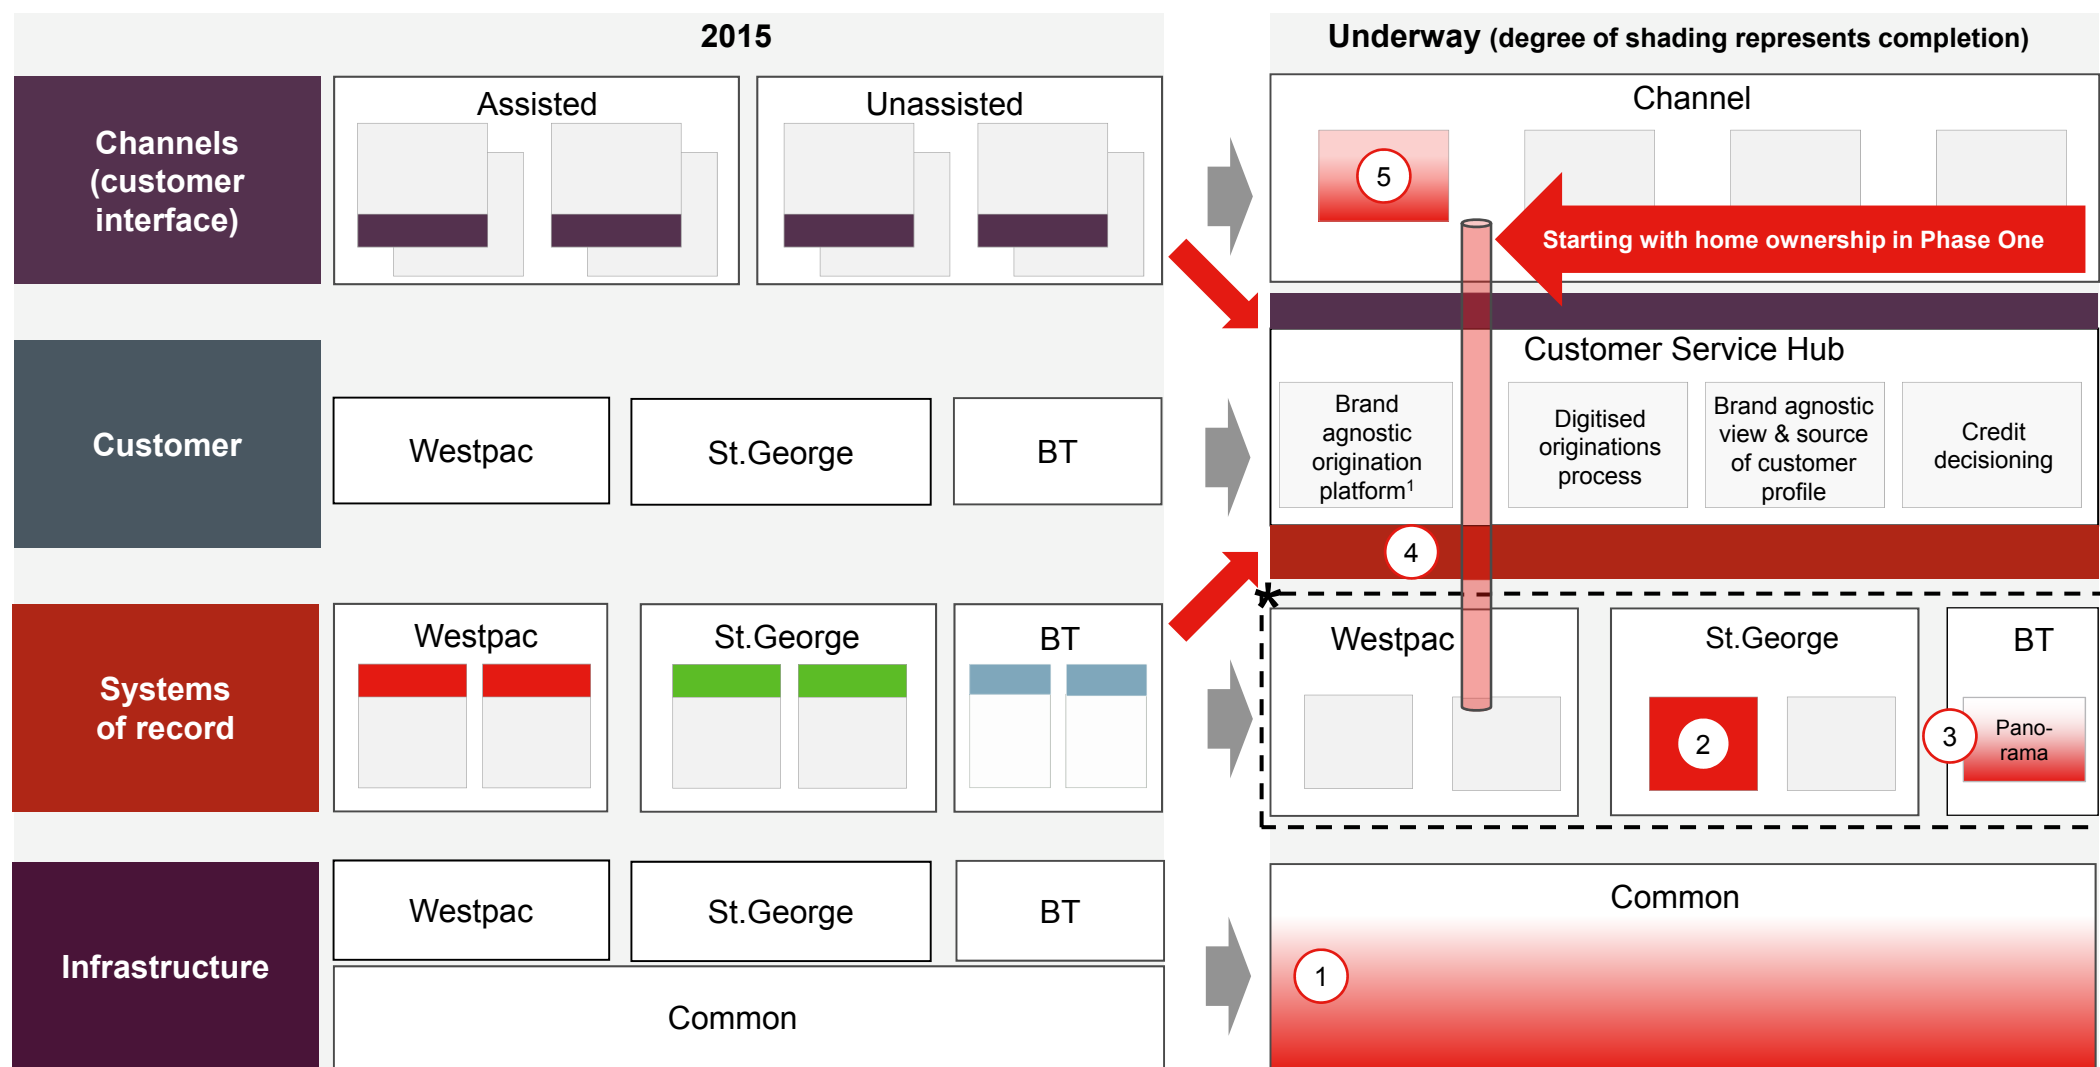 2015
Underway (degree of shading represents completion)
Channels
(customer
interface)
Assisted
Unassisted
Channel
5
Starting with home ownership in Phase One
Customer
Westpac
St.George
BT
Customer Service Hub
Brand
agnostic
origination
platform¹
Digitised
originations
process
Brand agnostic
view & source
of customer
profile
Credit
decisioning
4
Systems
of record
Westpac
St.George
BT
*
Westpac
St.George
BT
2
3
Pano-
rama
Infrastructure
Westpac
St.George
BT
Common
Common
1